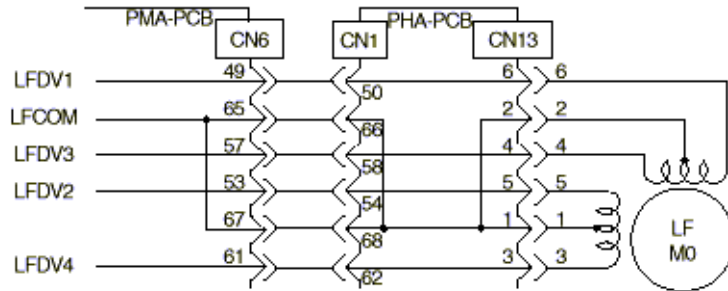 PMA-PCB PHA-PCB
CN6 CN1 CN13
LFDV1 49 50 6 6
LFCOM 65 66 2 2
LFDV3 57 58 4 4
LFDV2 53 54 5 5
67 68 1 1
LFDV4 61 62 3 3
LF
M0